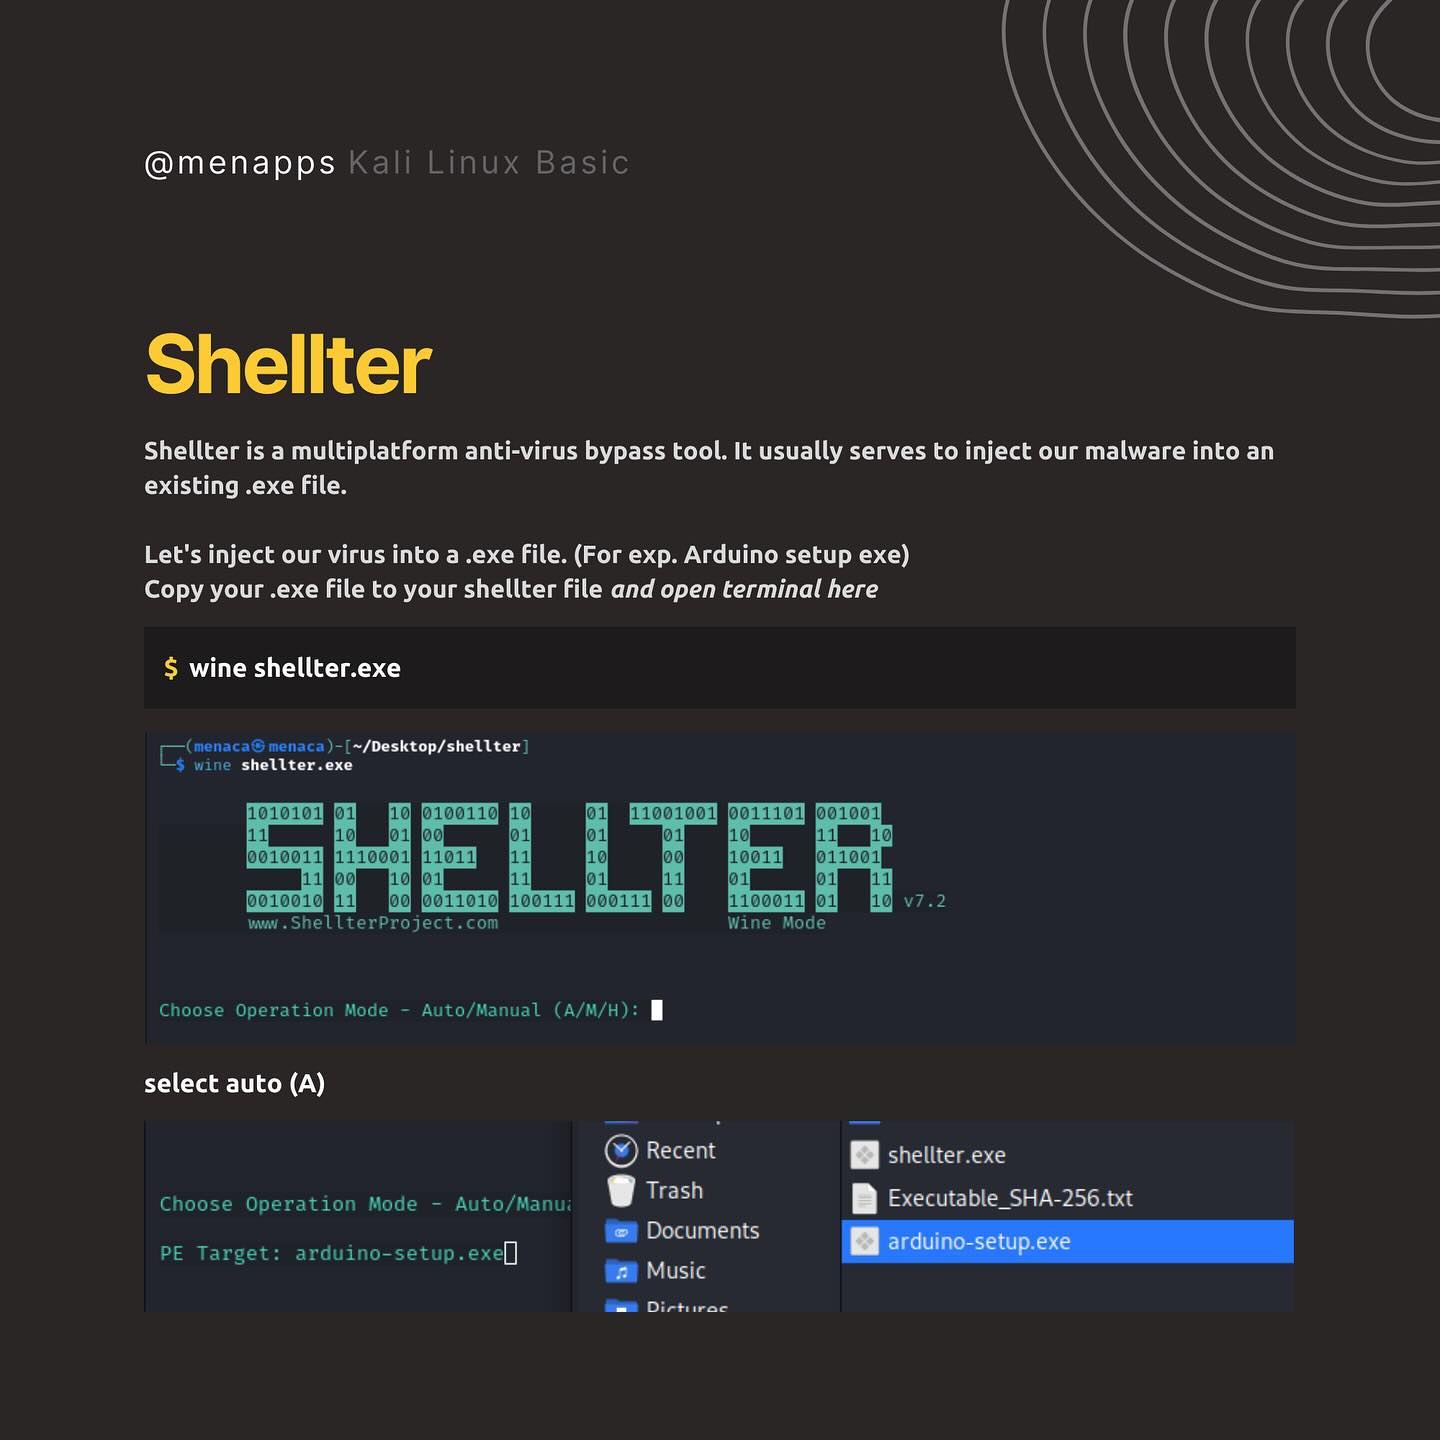 @menapps Kali Linux Basic
Shellter
Shellter is a multiplatform anti-virus bypass tool. It usually serves to inject our malware into an
existing .exe file.
Let's inject our virus into a .exe file. (For exp. Arduino setup exe)
Copy your .exe file to your shellter file and open terminal here
$ wine shellter.exe
┌──(menaca㉿menaca)-[~/Desktop/shellter]
└─$ wine shellter.exe
1010101 01 10 0100110 10 01 11001001 0011101 001001
11 10 01 00 01 01 01 10 11 10
0010011 1110001 11011 11 10 00 10011 011001
11 00 10 01 11 01 11 01 01 11
0010010 11 00 0011010 100111 000111 00 1100011 01 10 v7.2
www.ShellterProject.com Wine Mode
Choose Operation Mode - Auto/Manual (A/M/H):
select auto (A)
Choose Operation Mode - Auto/Manua
PE Target: arduino-setup.exe
Recent
Trash
Documents
Music
Pictures
shellter.exe
Executable_SHA-256.txt
arduino-setup.exe